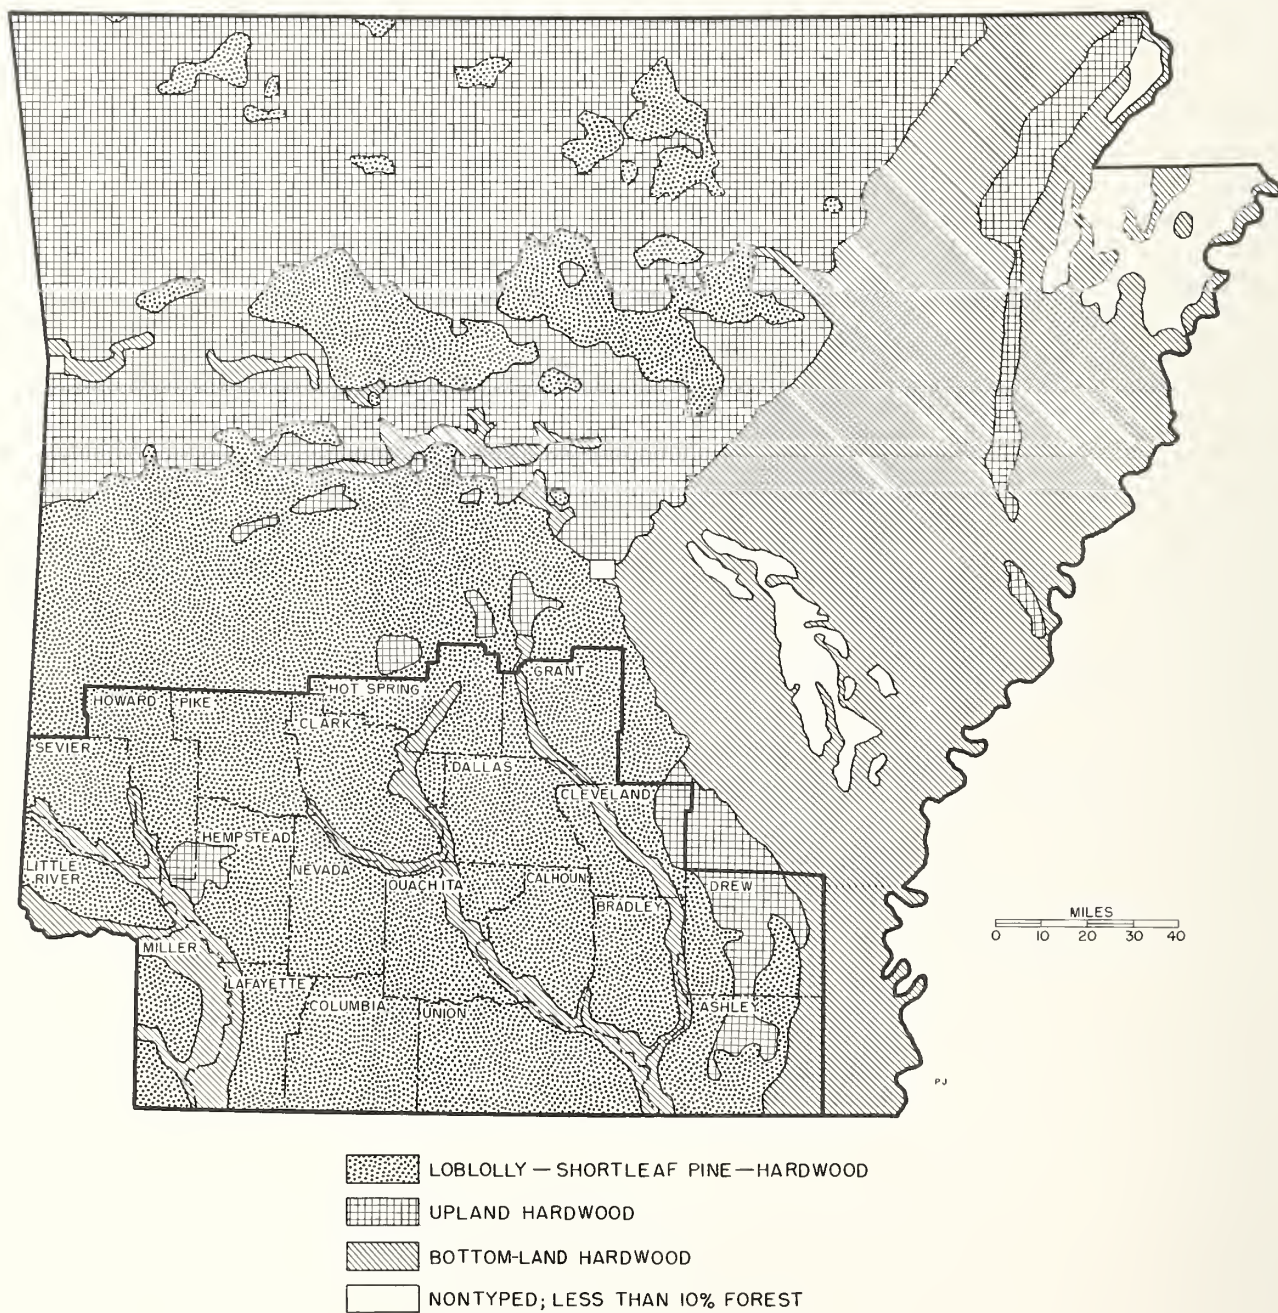 GRANT
HOT SPRING
HOWARD
PIKE
CLARK
SEVIER
DALLAS
CLEVELAND
HEMPSTEAD
LITTLE
RIVER
NEVADA
OUACHITA
CALHOUN
DREW
BRADLEY
MILLER
LAFAYETTE
COLUMBIA
UNION
ASHLEY
MILES
0 10 20 30 40
PJ
LOBLOLLY—SHORTLEAF PINE—HARDWOOD
UPLAND HARDWOOD
BOTTOM-LAND HARDWOOD
NONTYPED; LESS THAN 10% FOREST